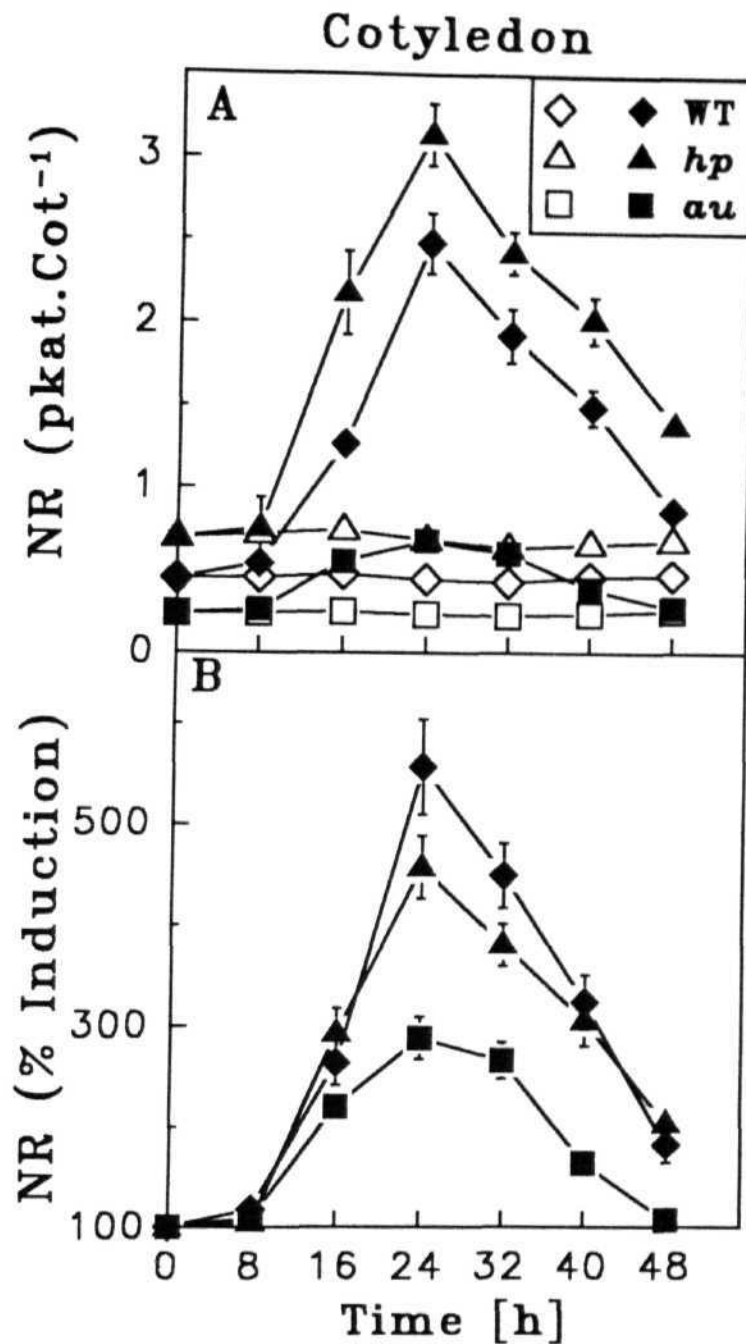 Cotyledon
A
WT
hp
au
NR (pkat.Cot⁻¹)
3
2
1
0
B
NR (% Induction)
500
300
100
0 8 16 24 32 40 48
Time [h]